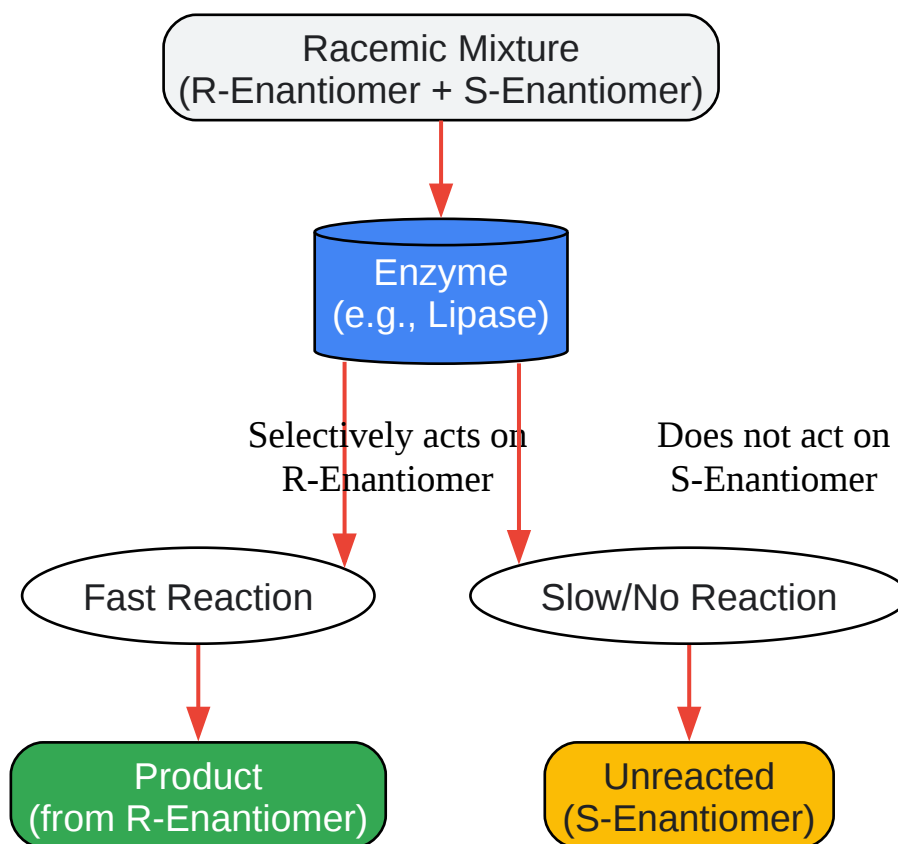 Racemic Mixture
(R-Enantiomer + S-Enantiomer)
Enzyme
(e.g., Lipase)
Selectively acts on
R-Enantiomer
Does not act on
S-Enantiomer
Fast Reaction
Slow/No Reaction
Product
(from R-Enantiomer)
Unreacted
(S-Enantiomer)